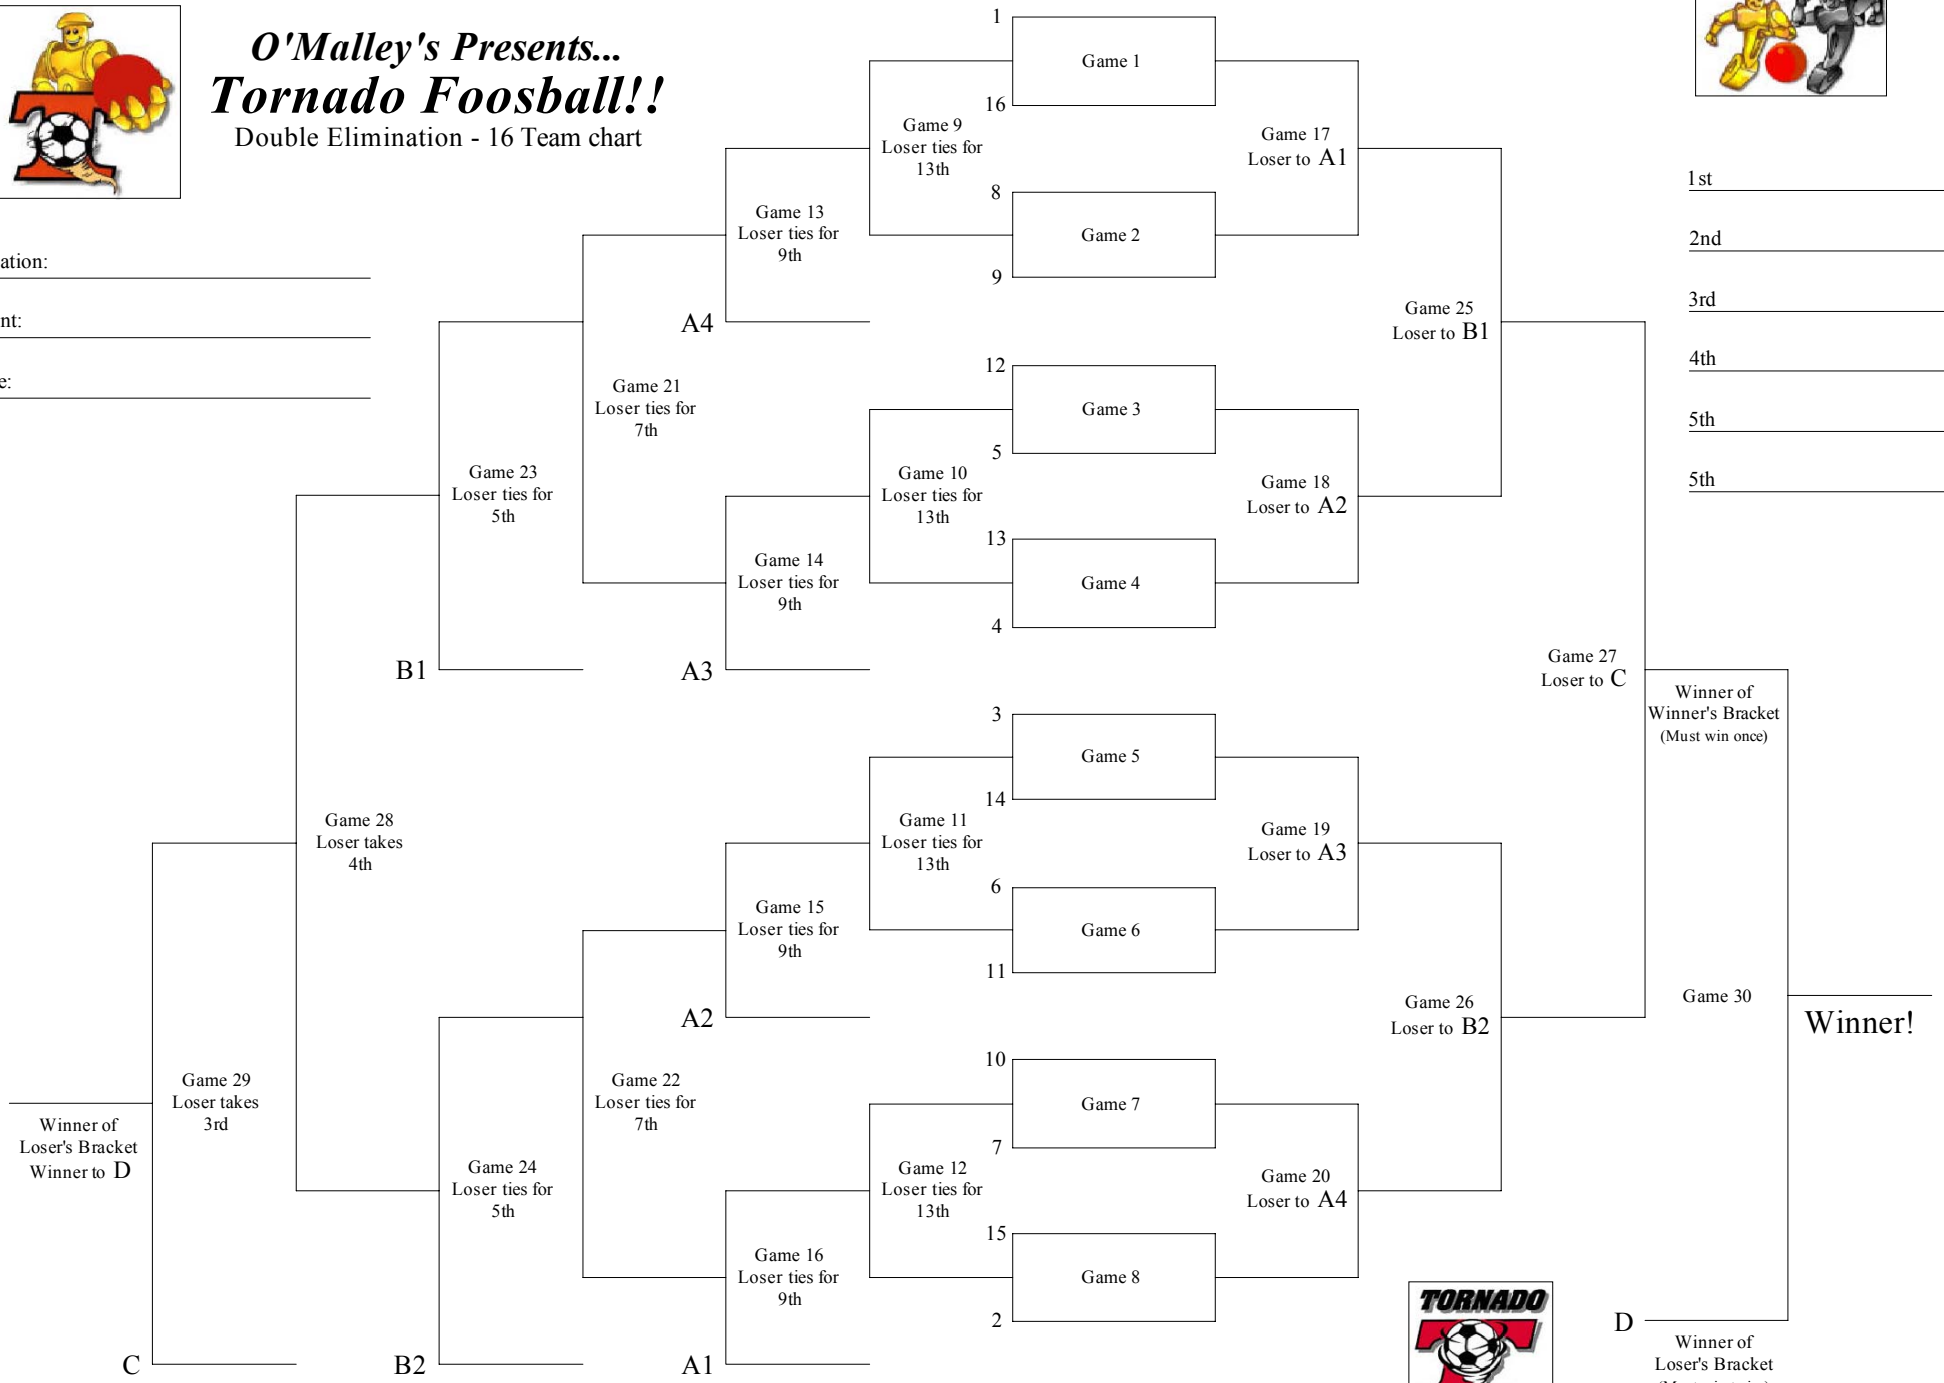 O'Malley's Presents...
Tornado Foosball!!
Double Elimination - 16 Team chart
ation:
nt:
e:
1
Game 1
16
8
Game 2
9
12
Game 3
5
13
Game 4
4
3
Game 5
14
6
Game 6
11
10
Game 7
7
15
Game 8
2
Game 9
Loser ties for
13th
Game 10
Loser ties for
13th
Game 11
Loser ties for
13th
Game 12
Loser ties for
13th
Game 13
Loser ties for
9th
A4
Game 14
Loser ties for
9th
A3
Game 15
Loser ties for
9th
A2
Game 16
Loser ties for
9th
A1
Game 21
Loser ties for
7th
Game 22
Loser ties for
7th
Game 23
Loser ties for
5th
B1
Game 24
Loser ties for
5th
B2
Game 28
Loser takes
4th
Game 29
Loser takes
3rd
C
Winner of
Loser's Bracket
Winner to D
Game 17
Loser to A1
Game 18
Loser to A2
Game 19
Loser to A3
Game 20
Loser to A4
Game 25
Loser to B1
Game 26
Loser to B2
Game 27
Loser to C
Winner of
Winner's Bracket
(Must win once)
Game 30
Winner!
D
Winner of
Loser's Bracket
1st
2nd
3rd
4th
5th
5th
TORNADO